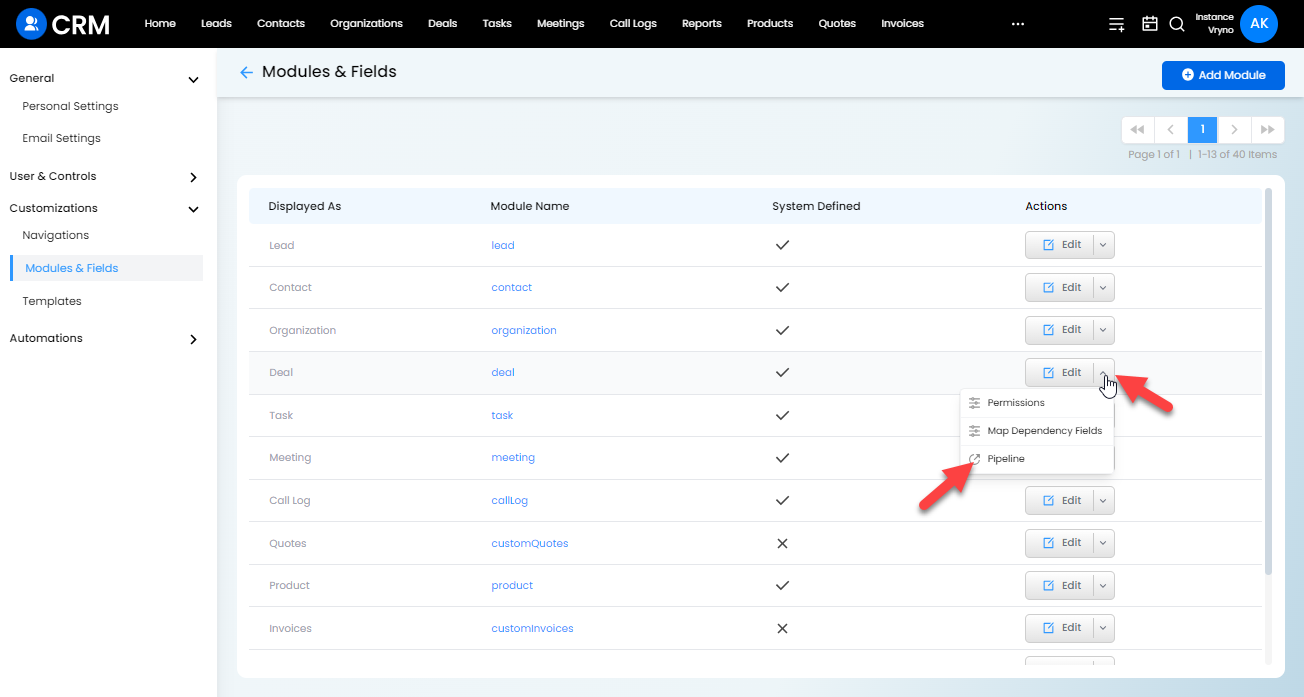 CRM
Home Leads Contacts Organizations Deals Tasks Meetings Call Logs Reports Products Quotes Invoices ...
Instance
Vryno
AK
General
Personal Settings
Email Settings
User & Controls
Customizations
Navigations
Modules & Fields
Templates
Automations
Modules & Fields
Add Module
1
Page 1 of 1 | 1-13 of 40 Items
Displayed As Module Name System Defined Actions
Lead lead Edit
Contact contact Edit
Organization organization Edit
Deal deal Edit
Permissions
Map Dependency Fields
Pipeline
Task task
Meeting meeting
Call Log callLog Edit
Quotes customQuotes Edit
Product product Edit
Invoices customInvoices Edit